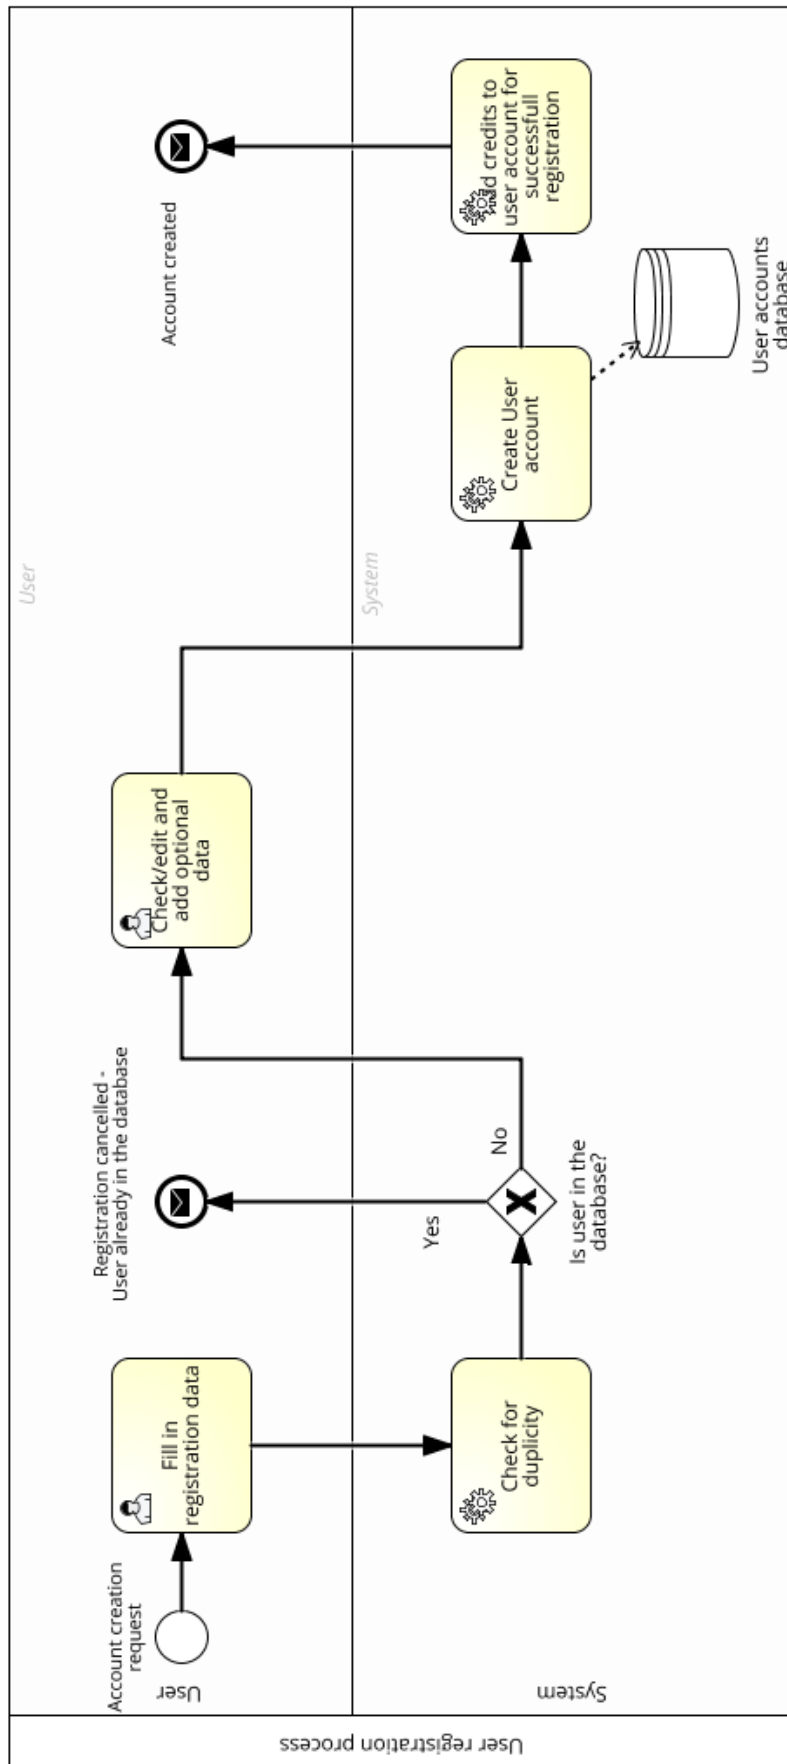 User registration process
User
System
User
System
Account creation
request
Fill in
registration data
Check for
duplicity
Is user in the
database?
Yes
No
Registration cancelled -
User already in the database
Check/edit and
add optional
data
Create User
account
User accounts
database
credits to
user account for
successfull
registration
Account created